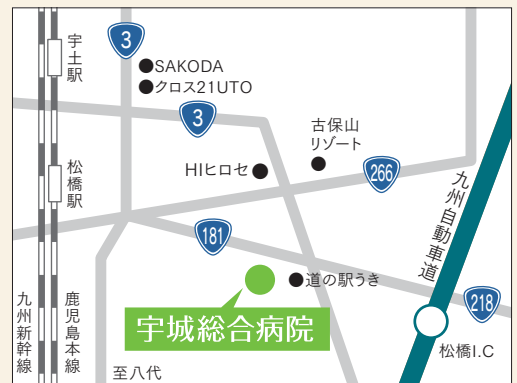 3
宇土駅
SAKODA
クロス21UTO
3
古保山
リゾート
HIヒロセ
266
松橋駅
九州自動車道
181
道の駅うき
218
宇城総合病院
九州新幹線
鹿児島本線
松橋I.C
至八代